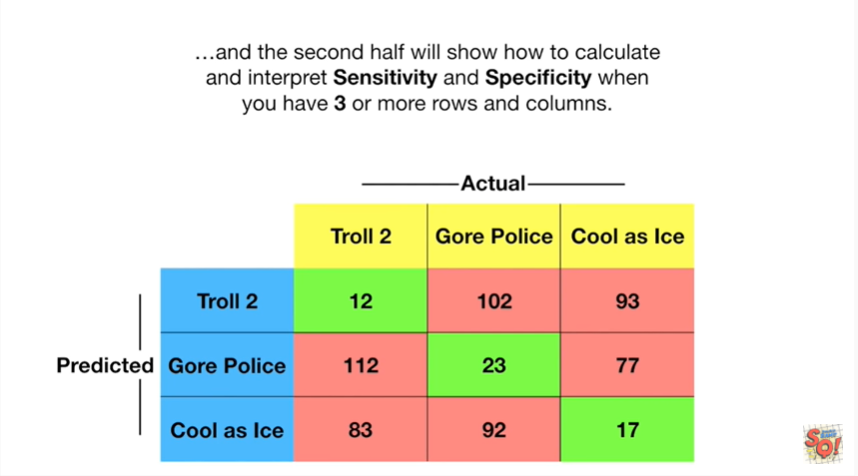 …and the second half will show how to calculate
and interpret Sensitivity and Specificity when
you have 3 or more rows and columns.
Actual
Troll 2 Gore Police Cool as Ice
Troll 2 12 102 93
Predicted Gore Police 112 23 77
Cool as Ice 83 92 17
SQ!